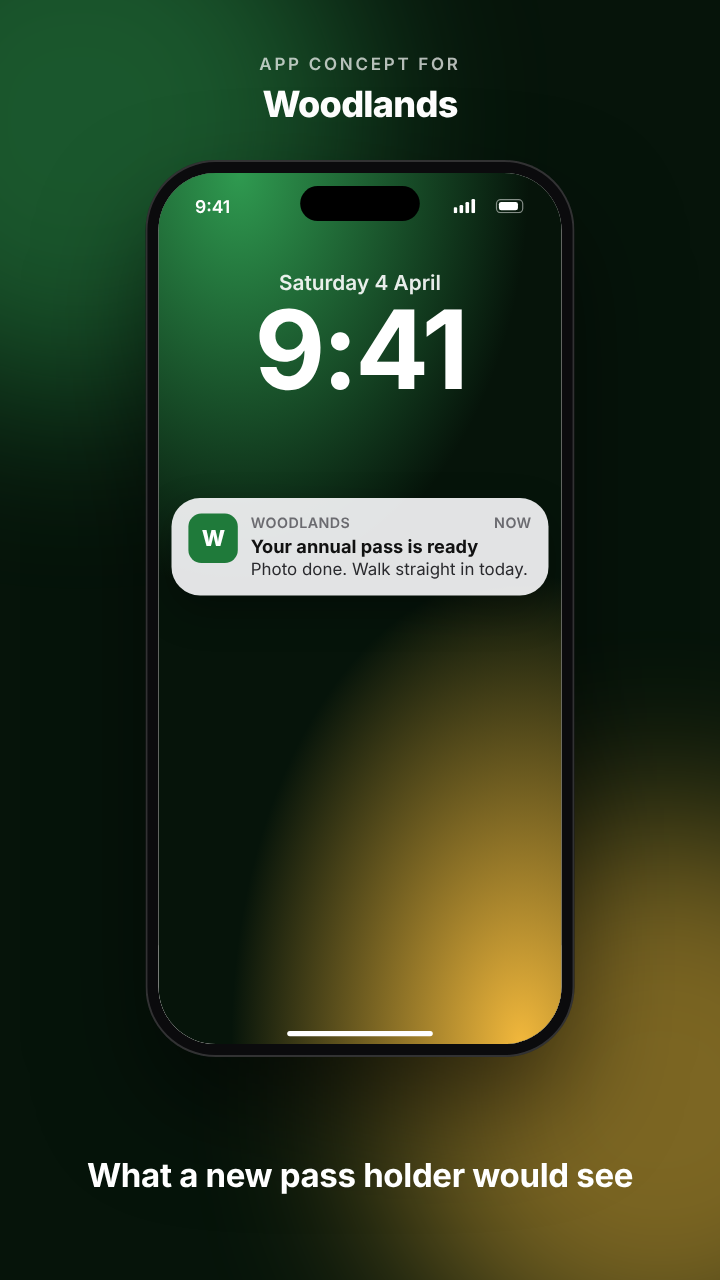 APP CONCEPT FOR
Woodlands
9:41
Saturday 4 April
9:41
W
WOODLANDS NOW
Your annual pass is ready
Photo done. Walk straight in today.
What a new pass holder would see